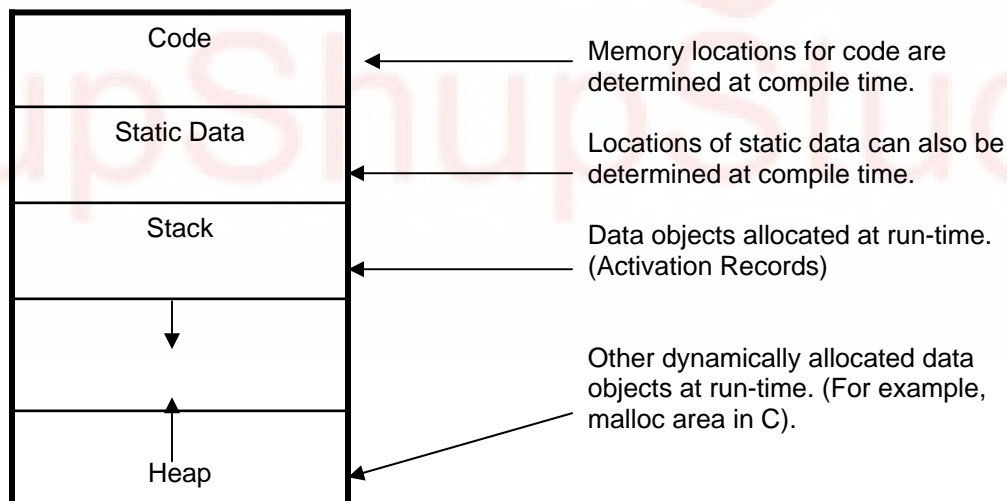 Code
Memory locations for code are
determined at compile time.
Static Data
Locations of static data can also be
determined at compile time.
Stack
Data objects allocated at run-time.
(Activation Records)
Other dynamically allocated data
objects at run-time. (For example,
malloc area in C).
Heap
upShupStud